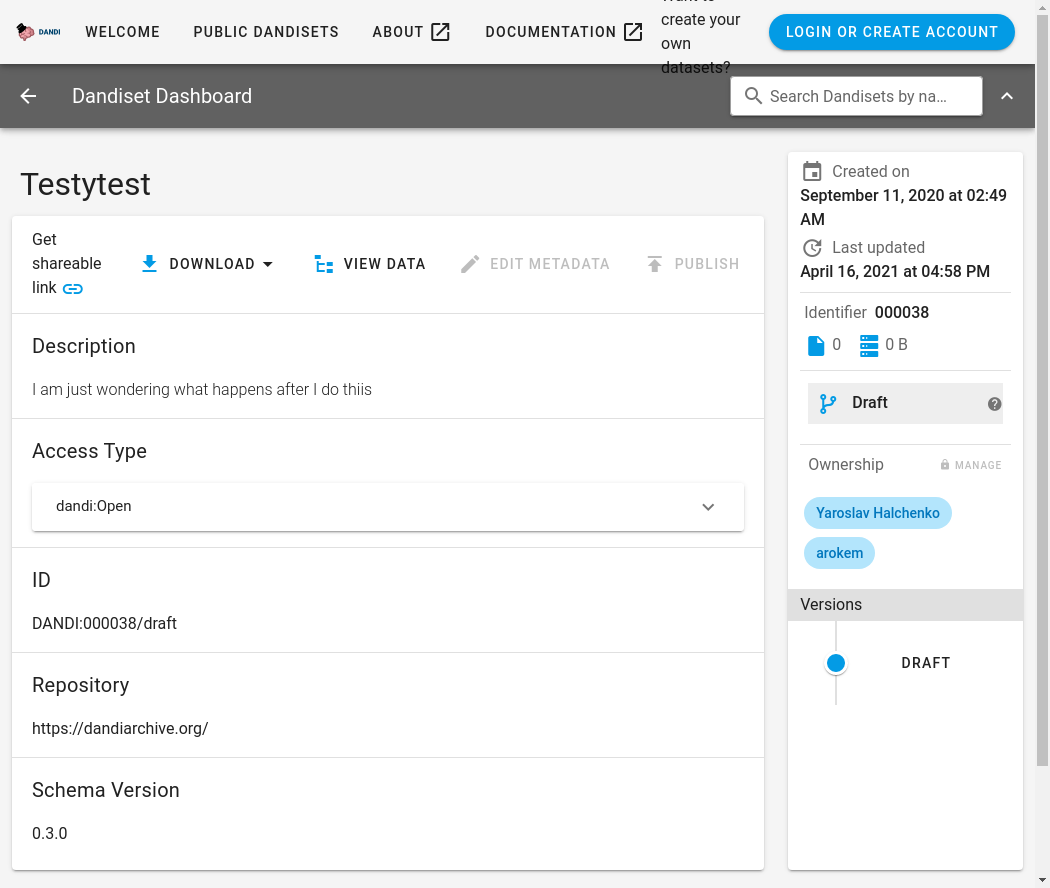 DANDI
WELCOME
PUBLIC DANDISETS
ABOUT
DOCUMENTATION
create your
own
datasets?
LOGIN OR CREATE ACCOUNT
Dandiset Dashboard
Search Dandisets by na...
Testytest
Get
shareable
link
DOWNLOAD
VIEW DATA
EDIT METADATA
PUBLISH
Description
I am just wondering what happens after I do thiis
Access Type
dandi:Open
ID
DANDI:000038/draft
Repository
https://dandiarchive.org/
Schema Version
0.3.0
Created on
September 11, 2020 at 02:49
AM
Last updated
April 16, 2021 at 04:58 PM
Identifier 000038
0
0 B
Draft
?
Ownership
MANAGE
Yaroslav Halchenko
arokem
Versions
DRAFT